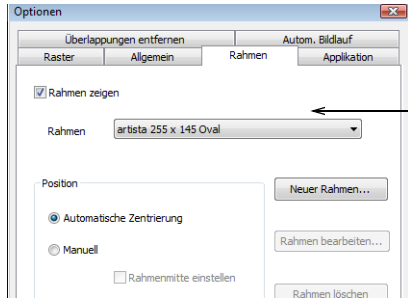 Optionen
Überlappungen entfernen
Autom. Bildlauf
Raster
Allgemein
Rahmen
Applikation
Rahmen zeigen
Rahmen
artista 255 x 145 Oval
Position
Neuer Rahmen...
Automatische Zentrierung
Manuell
Rahmen bearbeiten...
Rahmenmitte einstellen
Rahmen löschen